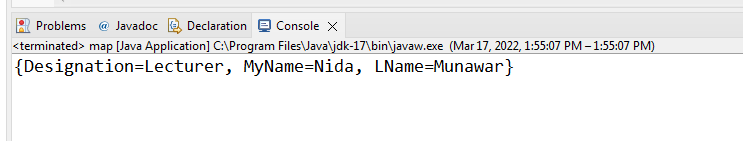 Problems @ Javadoc Declaration Console
<terminated> map [Java Application] C:\Program Files\Java\jdk-17\bin\javaw.exe (Mar 17, 2022, 1:55:07 PM – 1:55:07 PM)
{Designation=Lecturer, MyName=Nida, LName=Munawar}